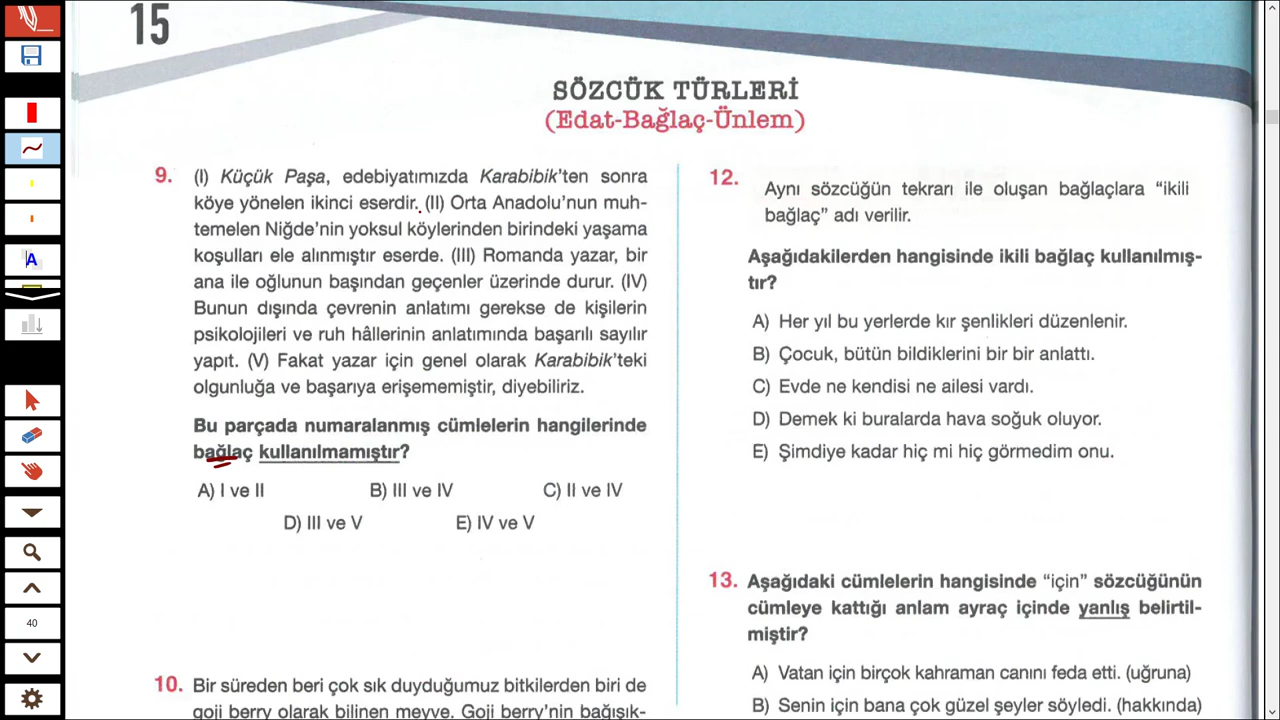 15
SÖZCÜK TÜRLERİ
(Edat-Bağlaç-Ünlem)
9. (I) Küçük Paşa, edebiyatımızda Karabibik’ten sonra
köye yönelen ikinci eserdir. (II) Orta Anadolu’nun muh-
temelen Niğde’nin yoksul köylerinden birindeki yaşama
koşulları ele alınmıştır eserde. (III) Romanda yazar, bir
ana ile oğlunun başından geçenler üzerinde durur. (IV)
Bunun dışında çevrenin anlatımı gerekse de kişilerin
psikolojileri ve ruh hâllerinin anlatımında başarılı sayılır
yapıt. (V) Fakat yazar için genel olarak Karabibik’teki
olgunluğa ve başarıya erişememiştir, diyebiliriz.
Bu parçada numaralanmış cümlelerin hangilerinde
bağlaç kullanılmamıştır?
A) I ve II B) III ve IV C) II ve IV
D) III ve V E) IV ve V
10. Bir süreden beri çok sık duyduğumuz bitkilerden biri de
goji berry olarak bilinen meyve. Goji berry’nin bağışık-
12. Aynı sözcüğün tekrarı ile oluşan bağlaçlara “ikili
bağlaç” adı verilir.
Aşağıdakilerden hangisinde ikili bağlaç kullanılmış-
tır?
A) Her yıl bu yerlerde kır şenlikleri düzenlenir.
B) Çocuk, bütün bildiklerini bir bir anlattı.
C) Evde ne kendisi ne ailesi vardı.
D) Demek ki buralarda hava soğuk oluyor.
E) Şimdiye kadar hiç mi hiç görmedim onu.
13. Aşağıdaki cümlelerin hangisinde “için” sözcüğünün
cümleye kattığı anlam ayraç içinde yanlış belirtil-
miştir?
A) Vatan için birçok kahraman canını feda etti. (uğruna)
B) Senin için bana çok güzel şeyler söyledi. (hakkında)
A
40